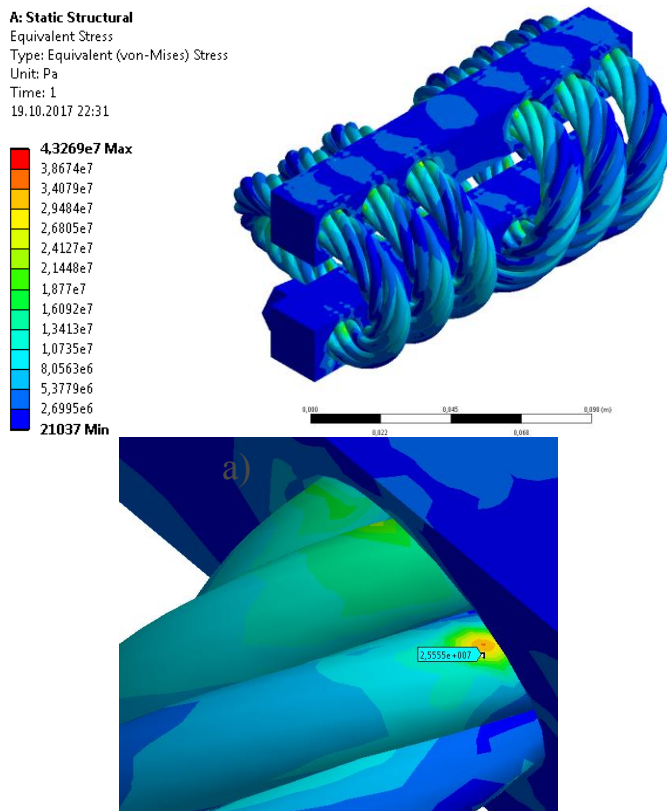 A: Static Structural
Equivalent Stress
Type: Equivalent (von-Mises) Stress
Unit: Pa
Time: 1
19.10.2017 22:31
4,3269e7 Max
3,8674e7
3,4079e7
2,9484e7
2,6805e7
2,4127e7
2,1448e7
1,877e7
1,6092e7
1,3413e7
1,0735e7
8,0563e6
5,3779e6
2,6995e6
21037 Min
0,000 0,045 0,090 (m)
0,022 0,068
a)
2,5555e+007